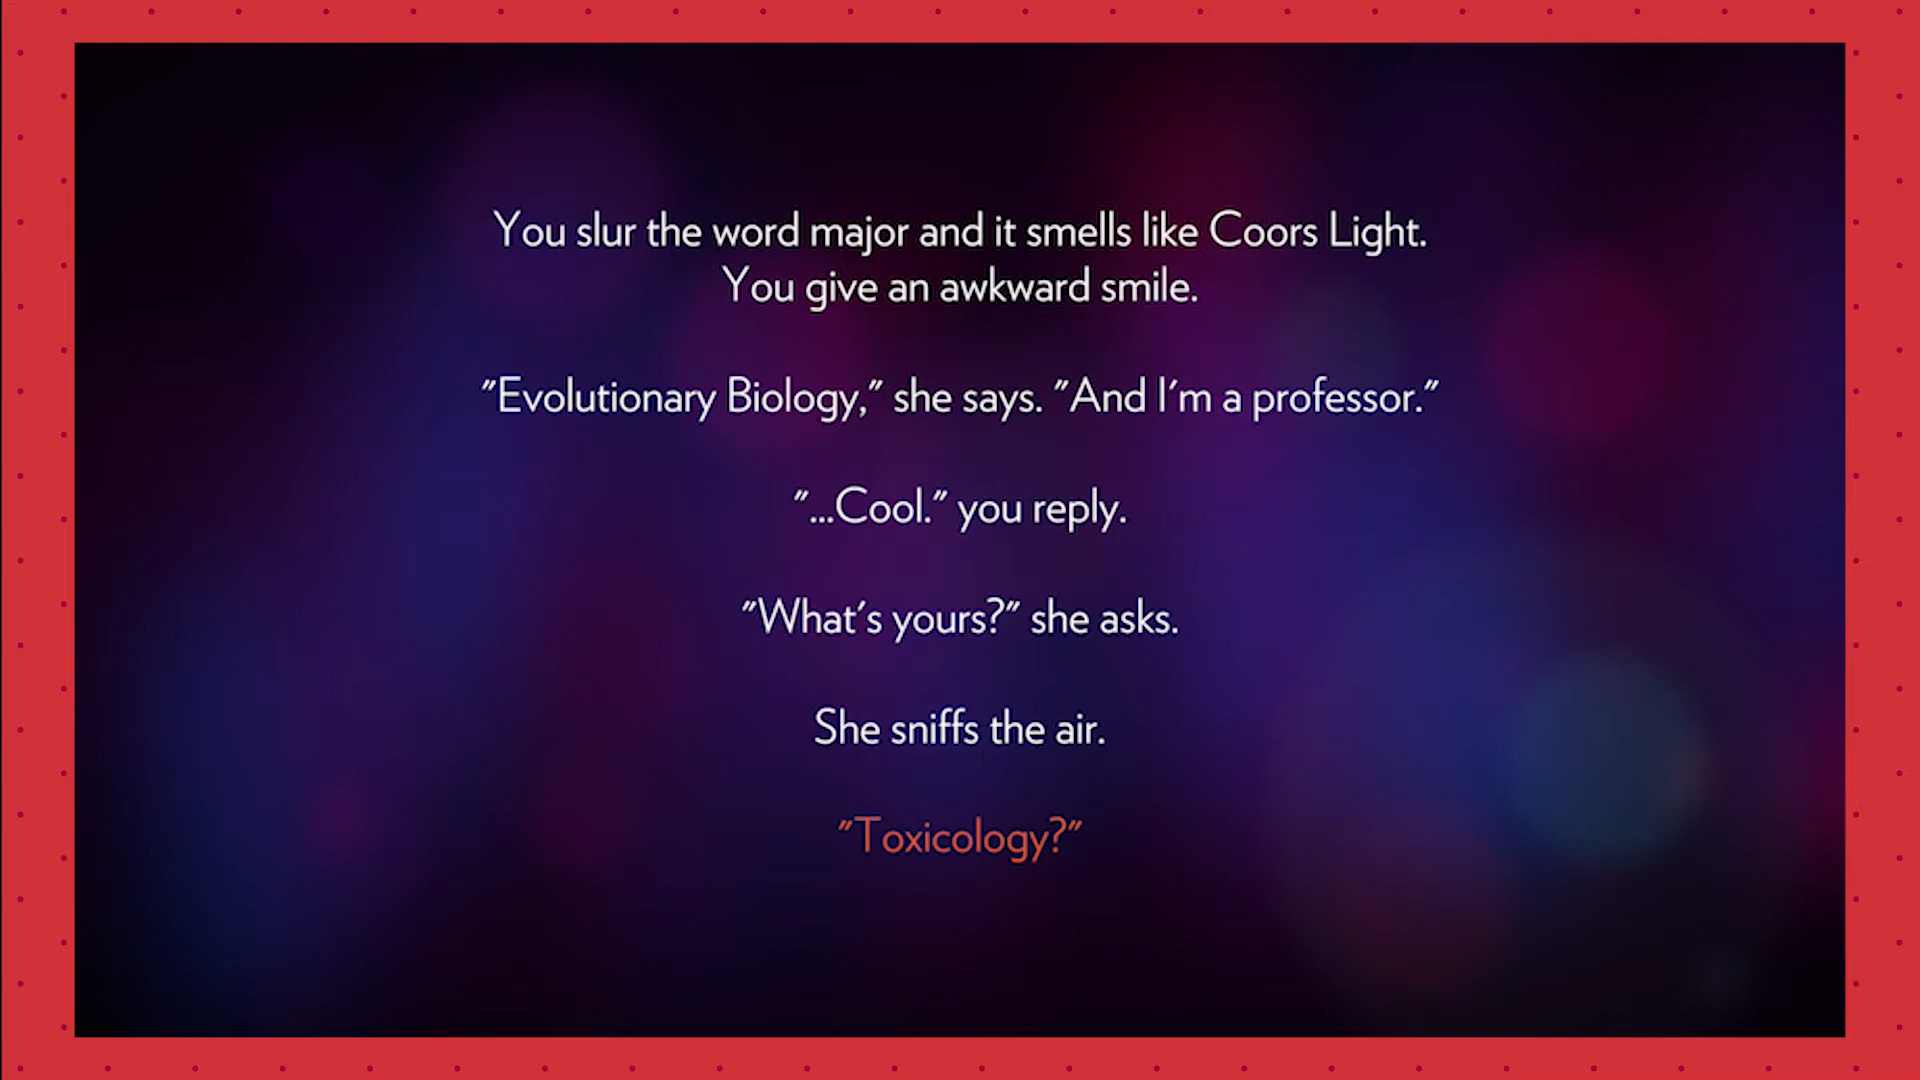 You slur the word major and it smells like Coors Light.
You give an awkward smile.
"Evolutionary Biology," she says. "And I'm a professor."
"...Cool." you reply.
"What's yours?" she asks.
She sniffs the air.
"Toxicology?"